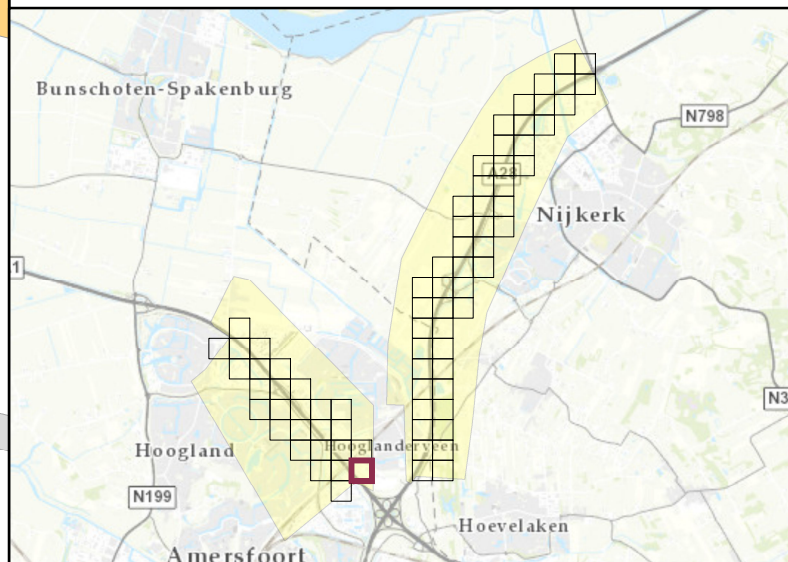 Bunschoten-Spakenburg
N798
A28
Nijkerk
1
N3
Hooglanderveen
Hoogland
N199
Hoevelaken
Amersfoort